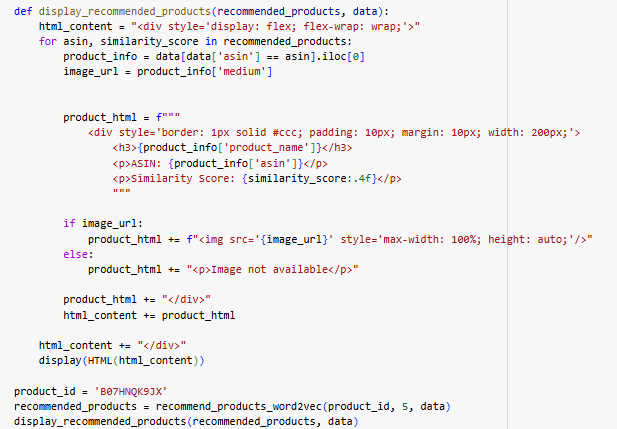 def display_recommended_products(recommended_products, data):
    html_content = "<div style='display: flex; flex-wrap: wrap;'>"
    for asin, similarity_score in recommended_products:
        product_info = data[data['asin'] == asin].iloc[0]
        image_url = product_info['medium']
        product_html = f"""
            <div style='border: 1px solid #ccc; padding: 10px; margin: 10px; width: 200px;'>
                <h3>{product_info['product_name']}</h3>
                <p>ASIN: {product_info['asin']}</p>
                <p>Similarity Score: {similarity_score:.4f}</p>
                """
        if image_url:
            product_html += f"<img src='{image_url}' style='max-width: 100%; height: auto;'/>"
        else:
            product_html += "<p>Image not available</p>"
        product_html += "</div>"
        html_content += product_html
    html_content += "</div>"
    display(HTML(html_content))
product_id = 'B07HNQK9JX'
recommended_products = recommend_products_word2vec(product_id, 5, data)
display_recommended_products(recommended_products, data)